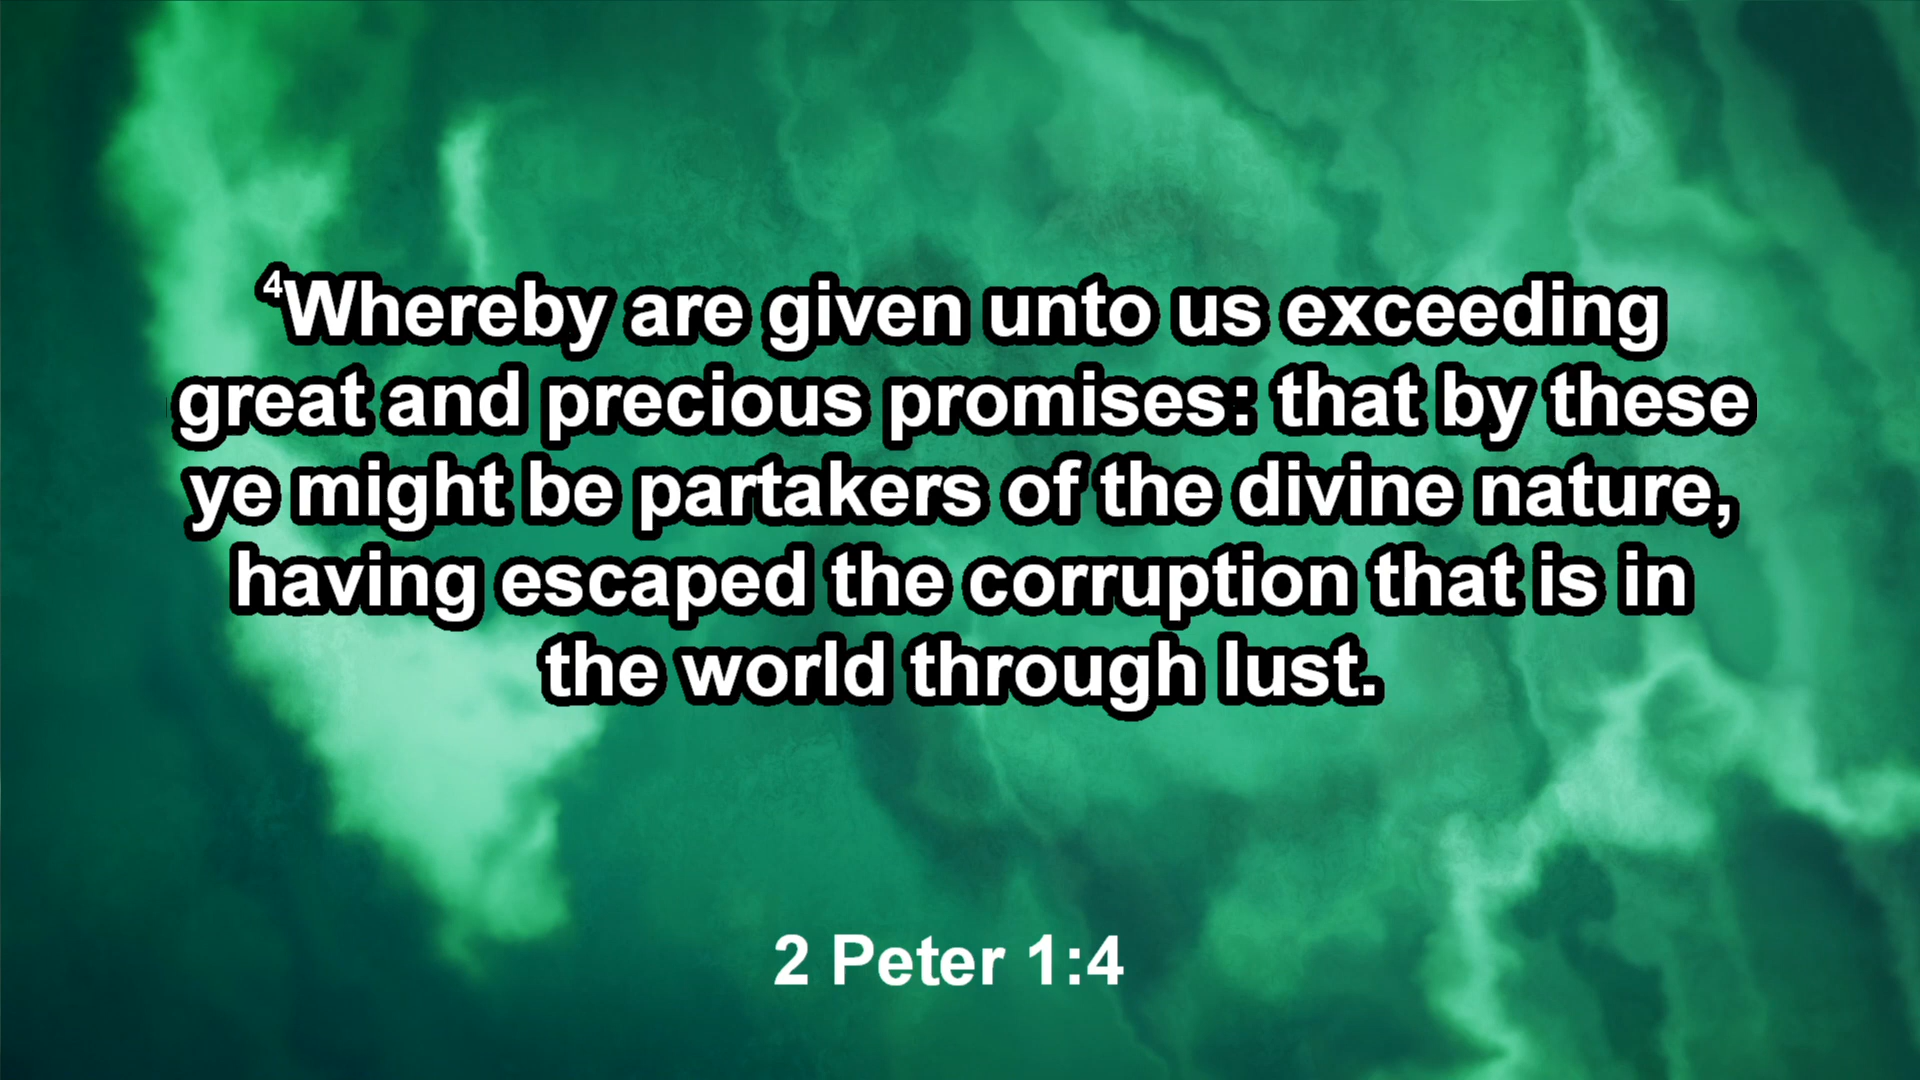 ⁴Whereby are given unto us exceeding
great and precious promises: that by these
ye might be partakers of the divine nature,
having escaped the corruption that is in
the world through lust.
2 Peter 1:4